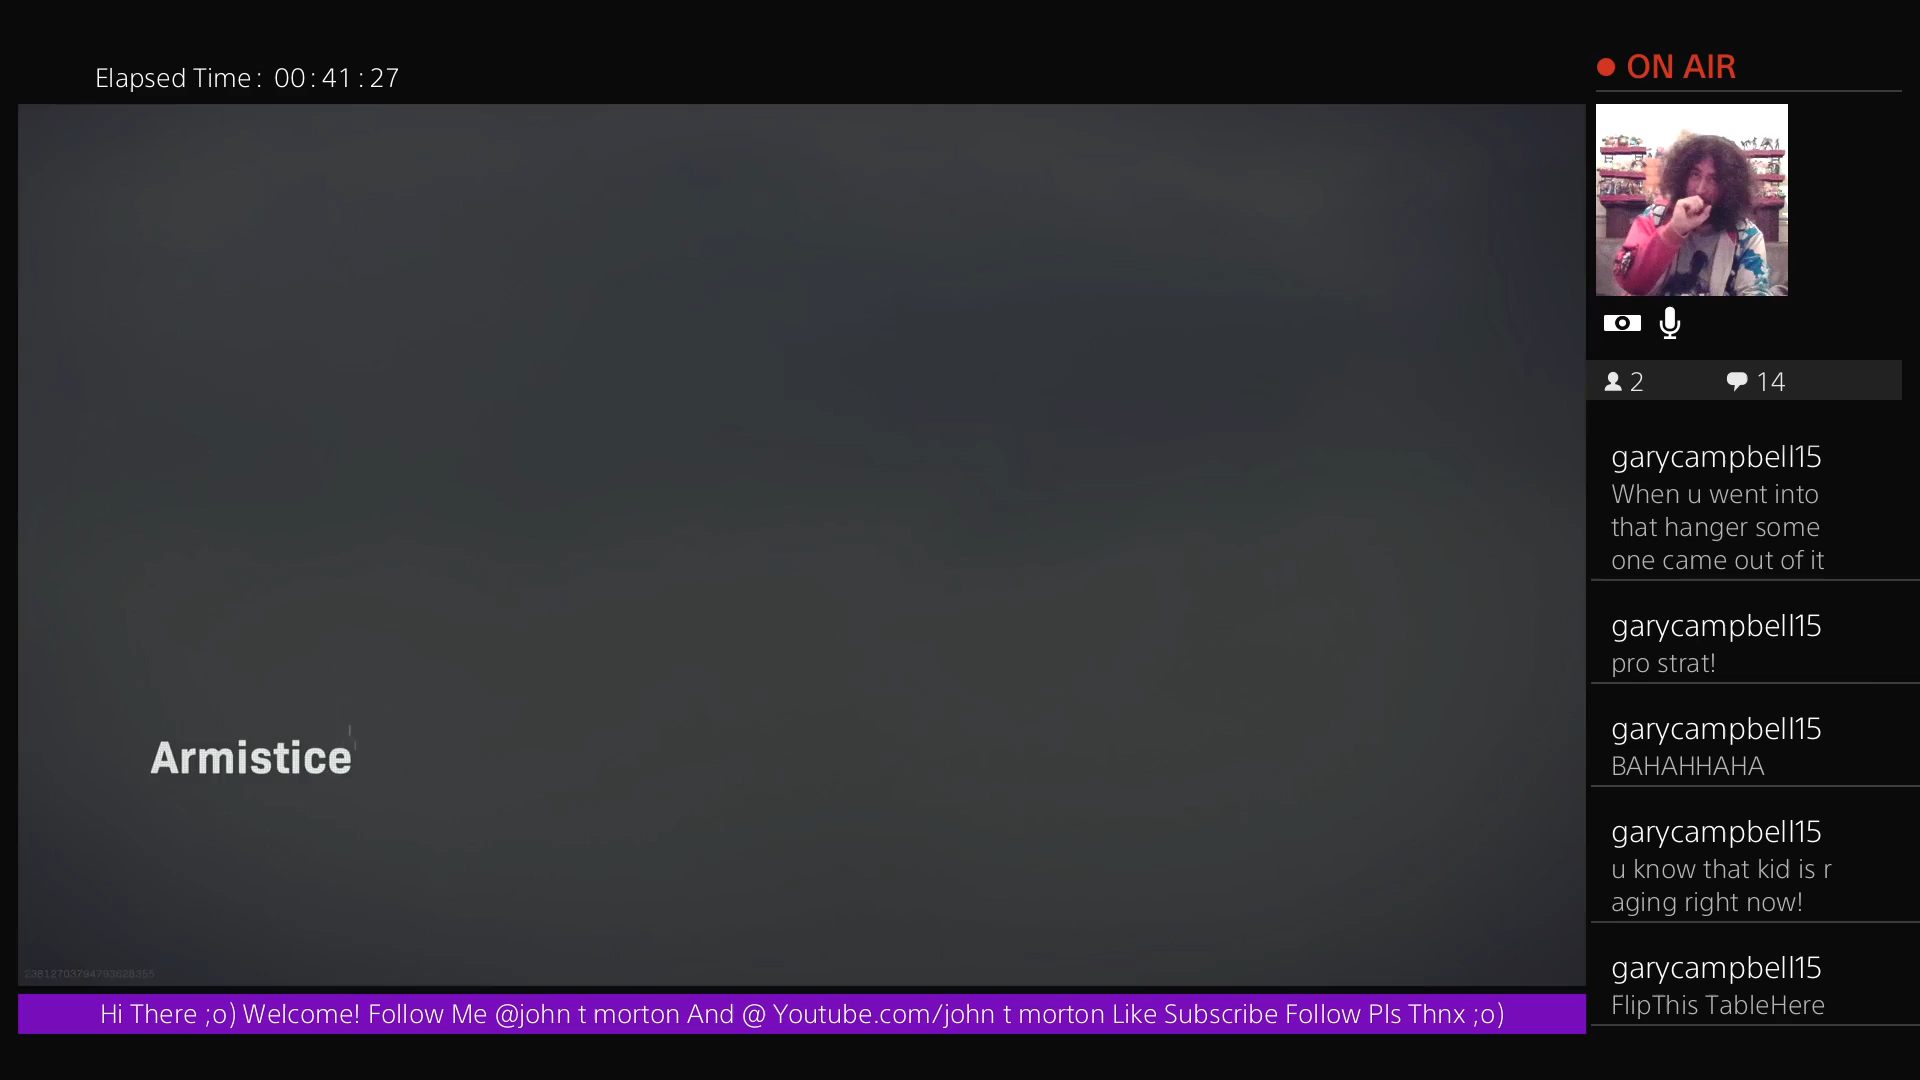 Elapsed Time: 00:41:27
ON AIR
2 14
garycampbell15
When u went into
that hanger some
one came out of it
garycampbell15
pro strat!
garycampbell15
BAHAHHAHA
garycampbell15
u know that kid is r
aging right now!
garycampbell15
FlipThis TableHere
Armistice
Hi There ;o) Welcome! Follow Me @john t morton And @ Youtube.com/john t morton Like Subscribe Follow Pls Thnx ;o)